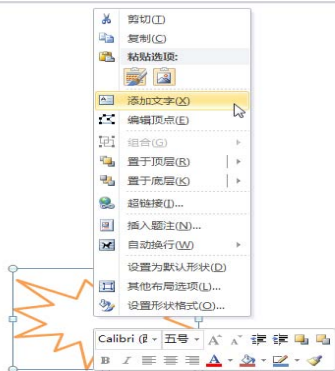 剪切(T)
复制(C)
粘贴选项:
添加文字(X)
编辑顶点(E)
组合(G)
置于顶层(R)
置于底层(K)
超链接(I)...
插入题注(N)...
自动换行(W)
设置为默认形状(D)
其他布局选项(L)...
设置形状格式(O)...
Calibri (西 五号 A A
B I A